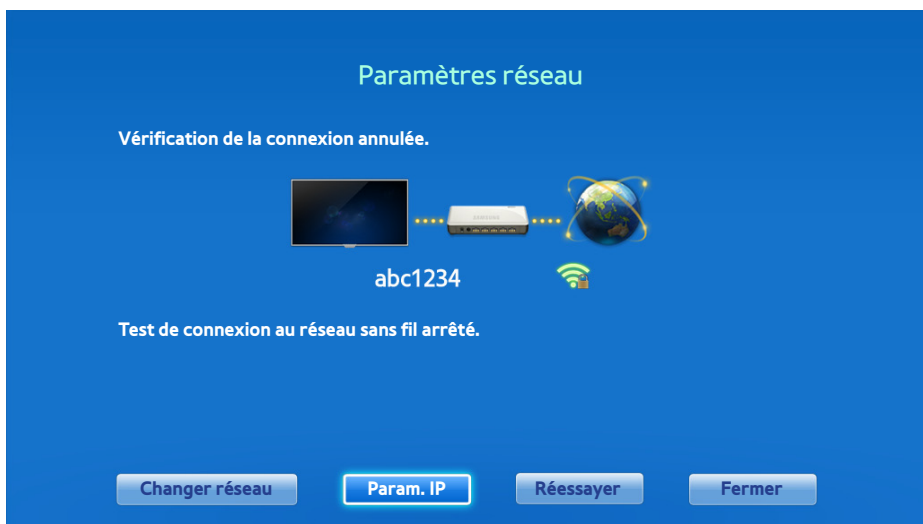 Paramètres réseau
Vérification de la connexion annulée.
SAMSUNG
abc1234
Test de connexion au réseau sans fil arrêté.
Changer réseau
Param. IP
Réessayer
Fermer